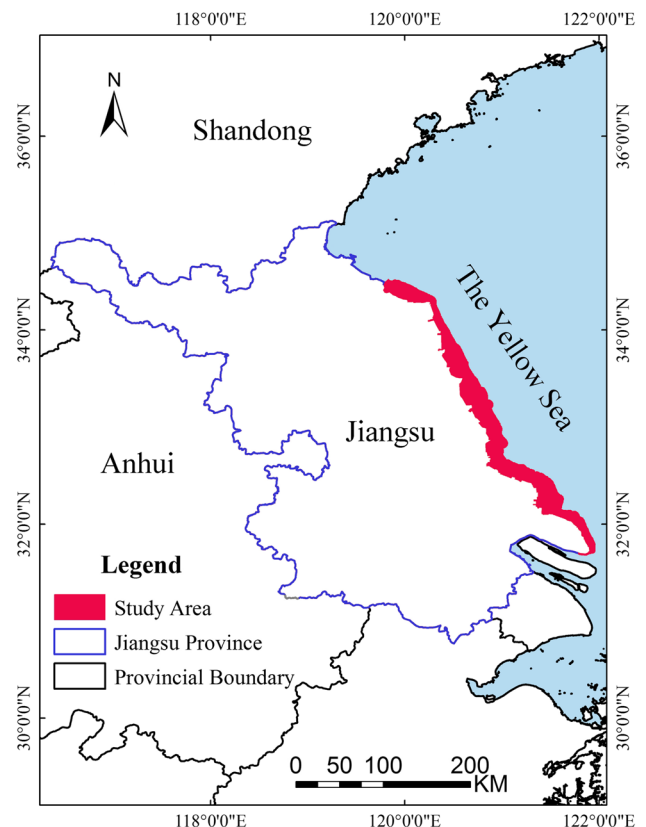 118°0'0"E 120°0'0"E 122°0'0"E
N
Shandong
36°0'0"N
36°0'0"N
The Yellow Sea
34°0'0"N
34°0'0"N
Jiangsu
Anhui
32°0'0"N
32°0'0"N
Legend
Study Area
Jiangsu Province
Provincial Boundary
30°0'0"N
30°0'0"N
0 50 100 200
KM
118°0'0"E 120°0'0"E 122°0'0"E